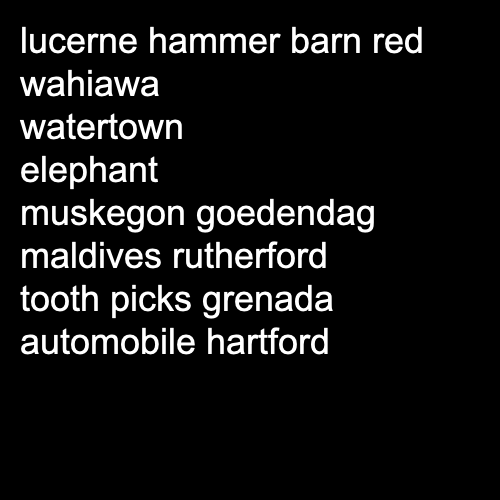 lucerne hammer barn red
wahiawa
watertown
elephant
muskegon goedendag
maldives rutherford
tooth picks grenada
automobile hartford